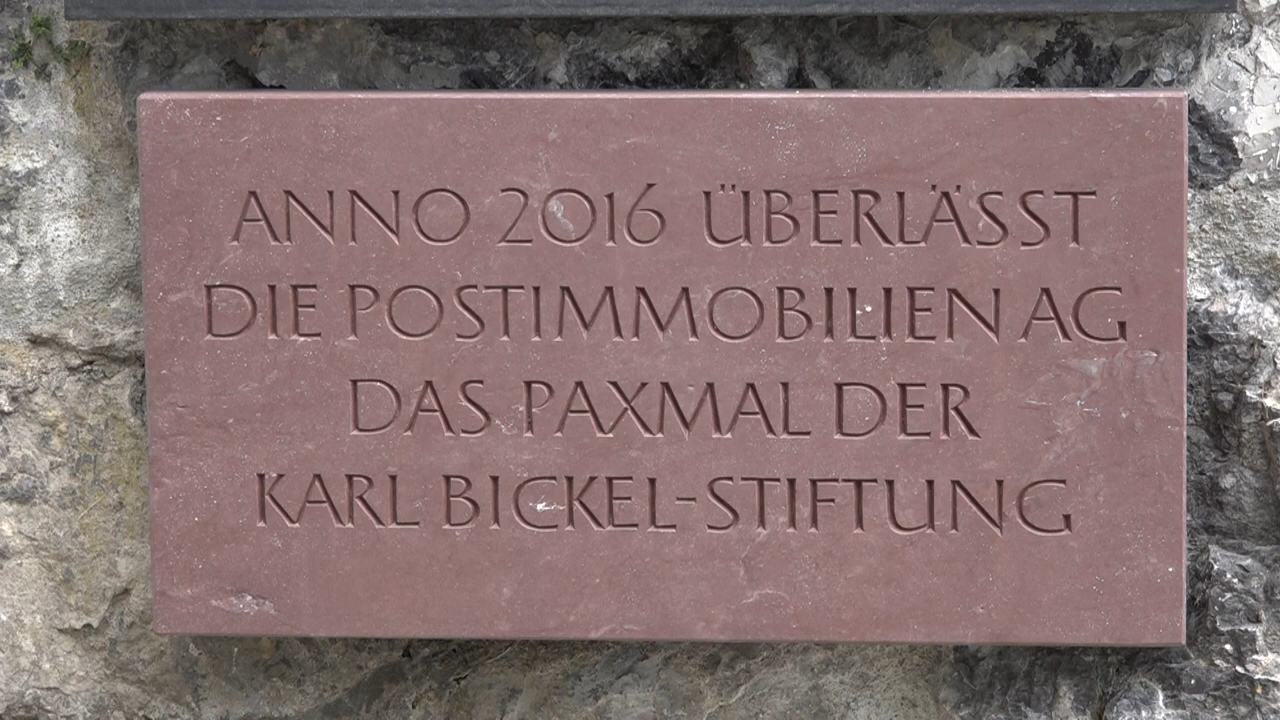 ANNO 2016 ÜBERLÄSST
DIE POSTIMMOBILIEN AG
DAS PAXMAL DER
KARL BICKEL-STIFTUNG